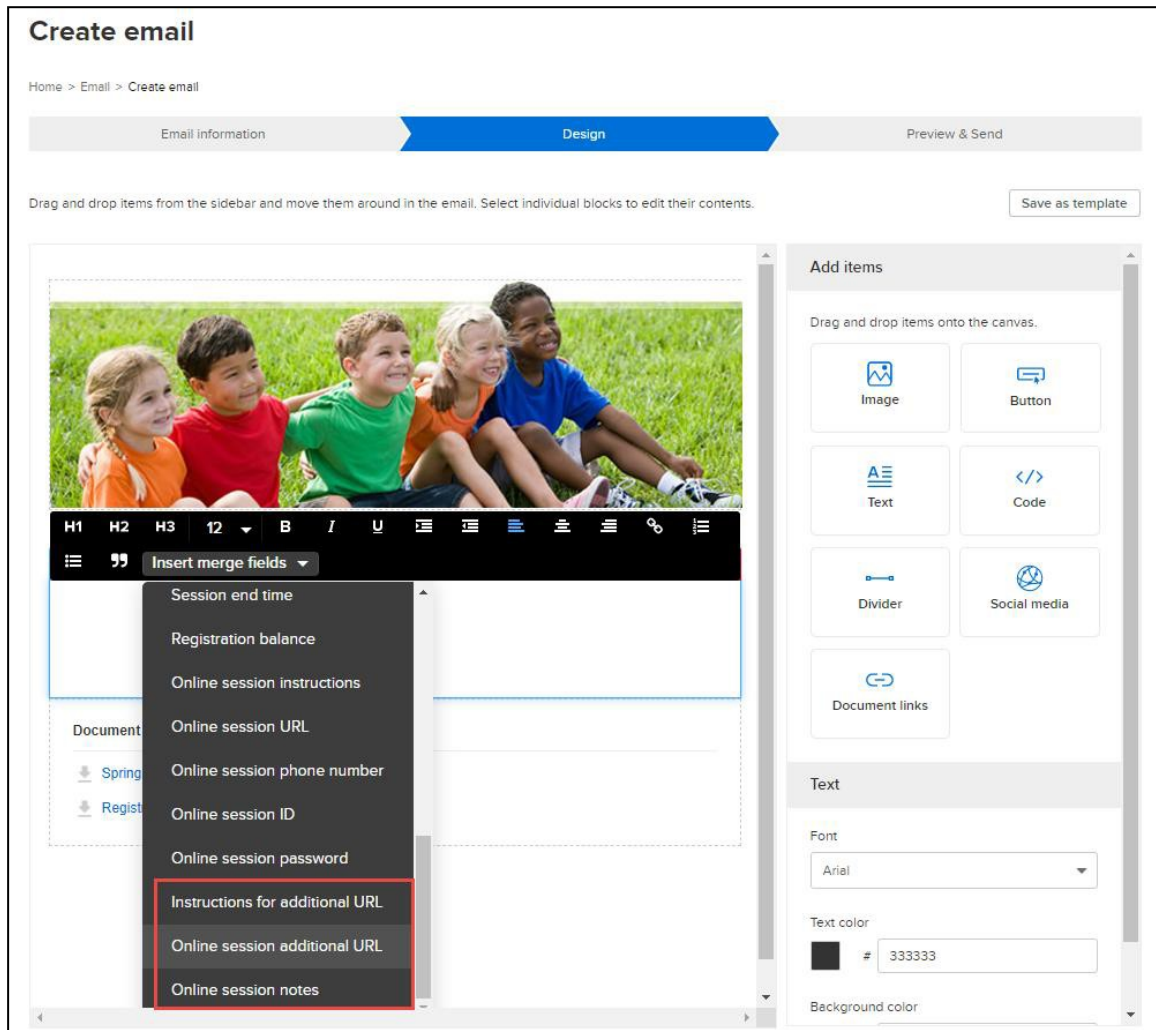 Create email
Home > Email > Create email
Email information
Design
Preview & Send
Drag and drop items from the sidebar and move them around in the email. Select individual blocks to edit their contents.
Save as template
H1 H2 H3 12 B I U
Insert merge fields
Session end time
Registration balance
Online session instructions
Online session URL
Online session phone number
Online session ID
Online session password
Instructions for additional URL
Online session additional URL
Online session notes
Document
Spring
Regist
Add items
Drag and drop items onto the canvas.
Image
Button
Text
Code
Divider
Social media
Document links
Text
Font
Arial
Text color
# 333333
Background color